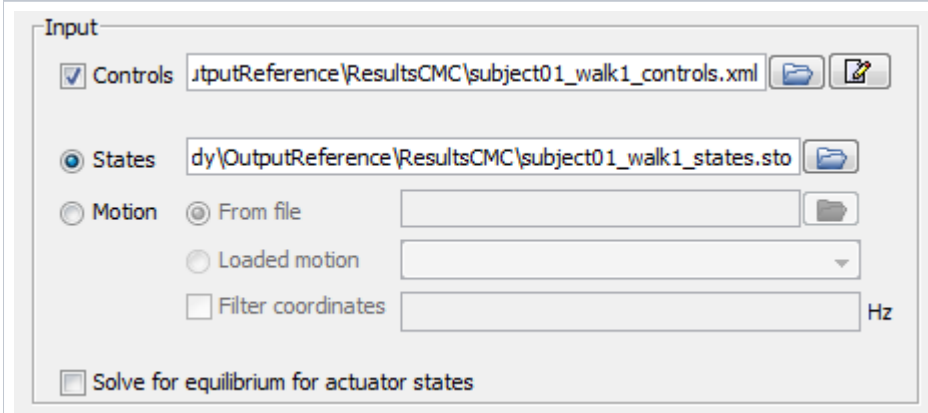 Input
Controls utputReference\ResultsCMC\subject01_walk1_controls.xml
States dy\OutputReference\ResultsCMC\subject01_walk1_states.sto
Motion From file
Loaded motion
Filter coordinates Hz
Solve for equilibrium for actuator states